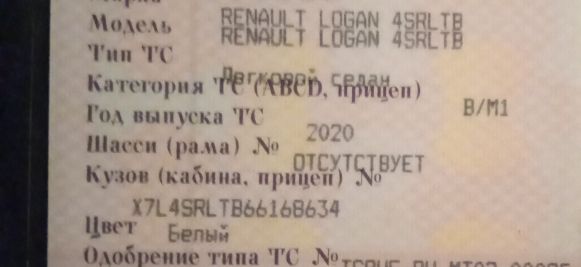 Марка RENAULT LOGAN 4SRLTB
Модель RENAULT LOGAN 4SRLTB
Тип ТС Легковой седан
Категория ТС (ABCD, прицеп) B/M1
Год выпуска ТС 2020
Шасси (рама) № ОТСУТСТВУЕТ
Кузов (кабина, прицеп) № X7L4SRLTB66168634
Цвет Белый
Одобрение типа ТС №